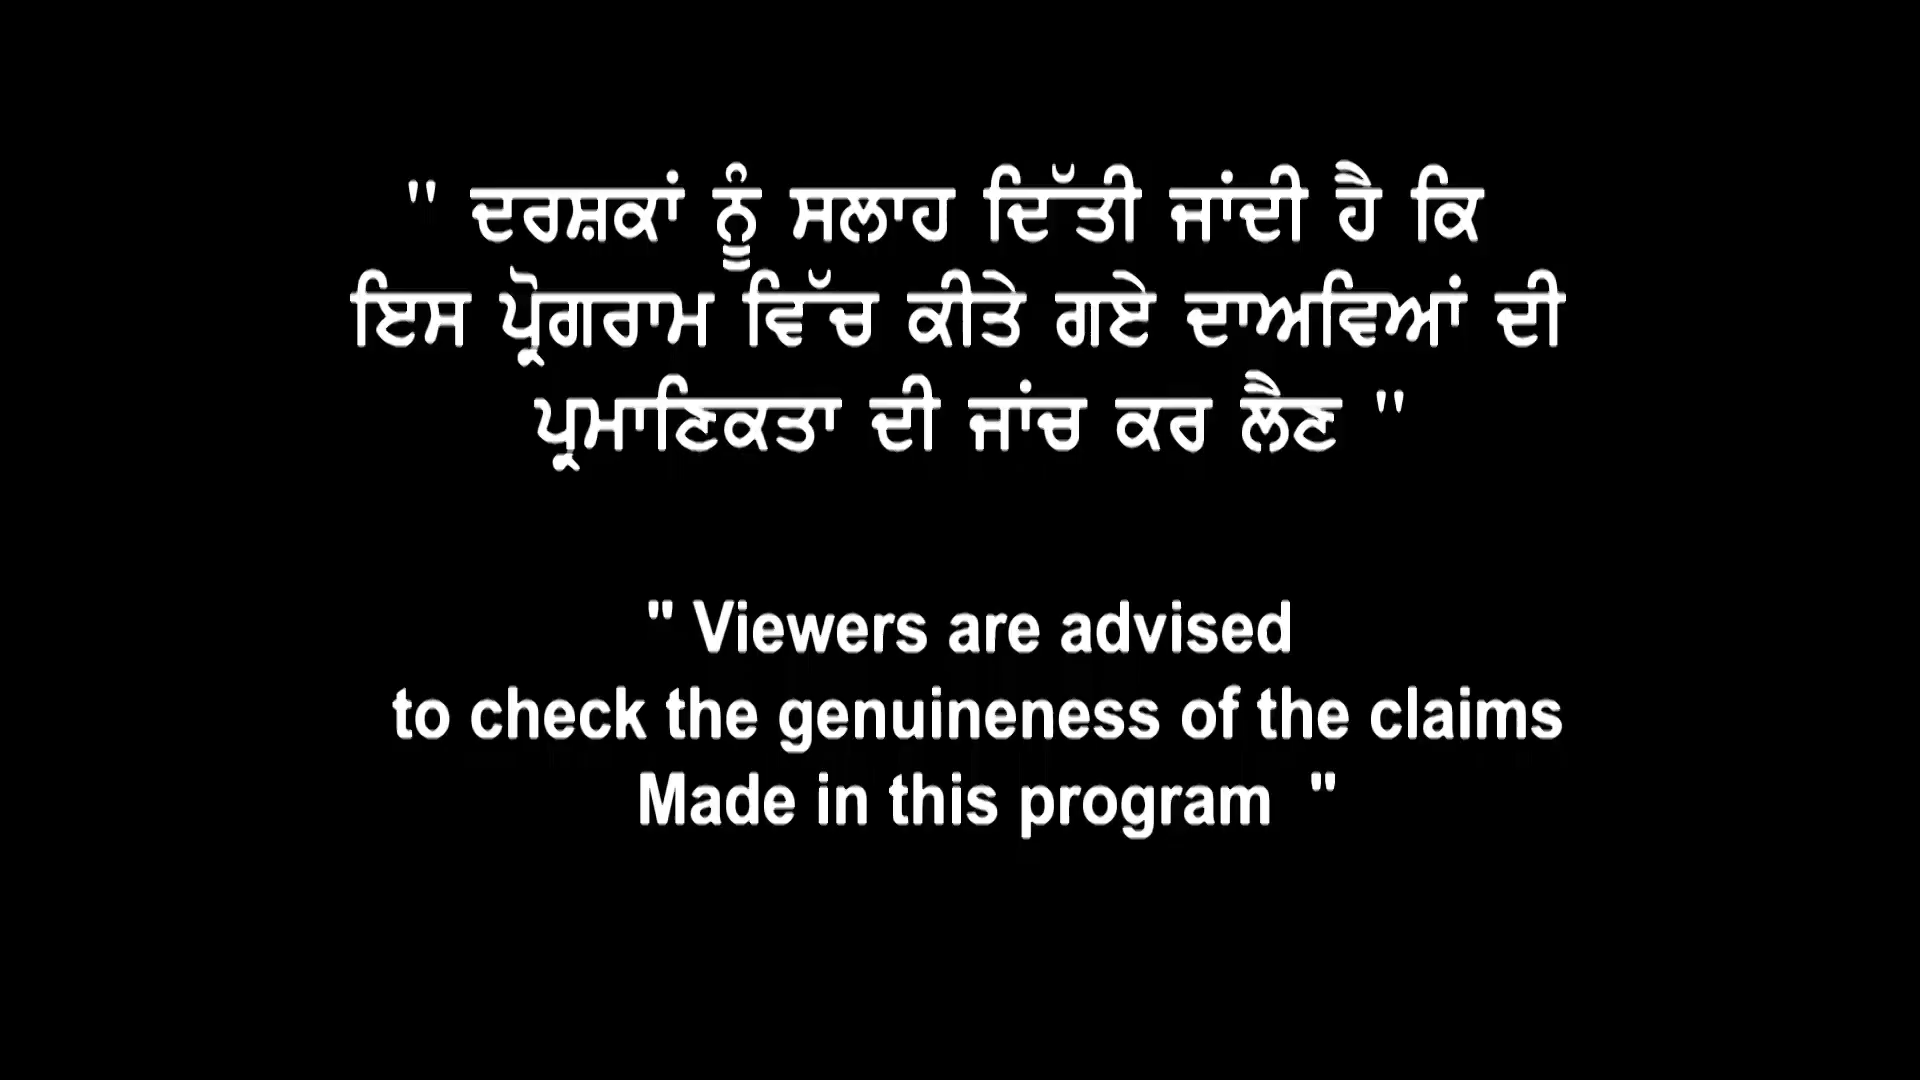 " ਦਰਸ਼ਕਾਂ ਨੂੰ ਸਲਾਹ ਦਿੱਤੀ ਜਾਂਦੀ ਹੈ ਕਿ
ਇਸ ਪ੍ਰੋਗਰਾਮ ਵਿੱਚ ਕੀਤੇ ਗਏ ਦਾਅਵਿਆਂ ਦੀ
ਪ੍ਰਮਾਣਿਕਤਾ ਦੀ ਜਾਂਚ ਕਰ ਲੈਣ "
" Viewers are advised
to check the genuineness of the claims
Made in this program "